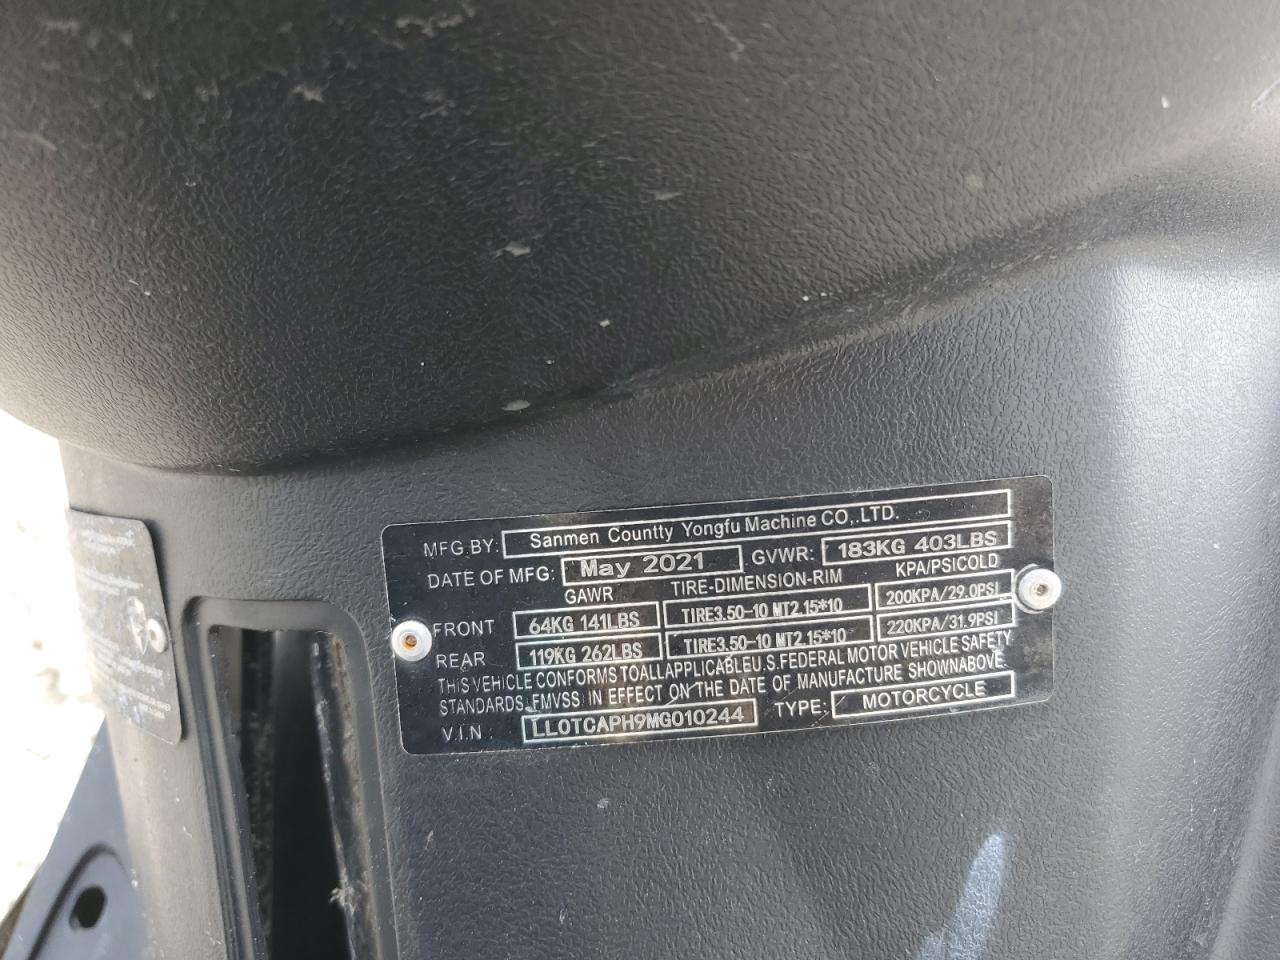 MFG.BY: Sanmen Countty Yongfu Machine CO,.LTD.
DATE OF MFG: May 2021 GVWR: 183KG 403LBS
GAWR TIRE-DIMENSION-RIM KPA/PSICOLD
FRONT 64KG 141LBS TIRE3.50-10 MT2.15*10 200KPA/29.0PSI
REAR 119KG 262LBS TIRE3.50-10 MT2.15*10 220KPA/31.9PSI
THIS VEHICLE CONFORMS TOALLAPPLICABLEU.S.FEDERAL MOTOR VEHICLE SAFETY
STANDARDS, FMVSS) IN EFFECT ON THE DATE OF MANUFACTURE SHOWNABOVE
V.I.N.: LL0TCAPH9MG010244 TYPE: MOTORCYCLE